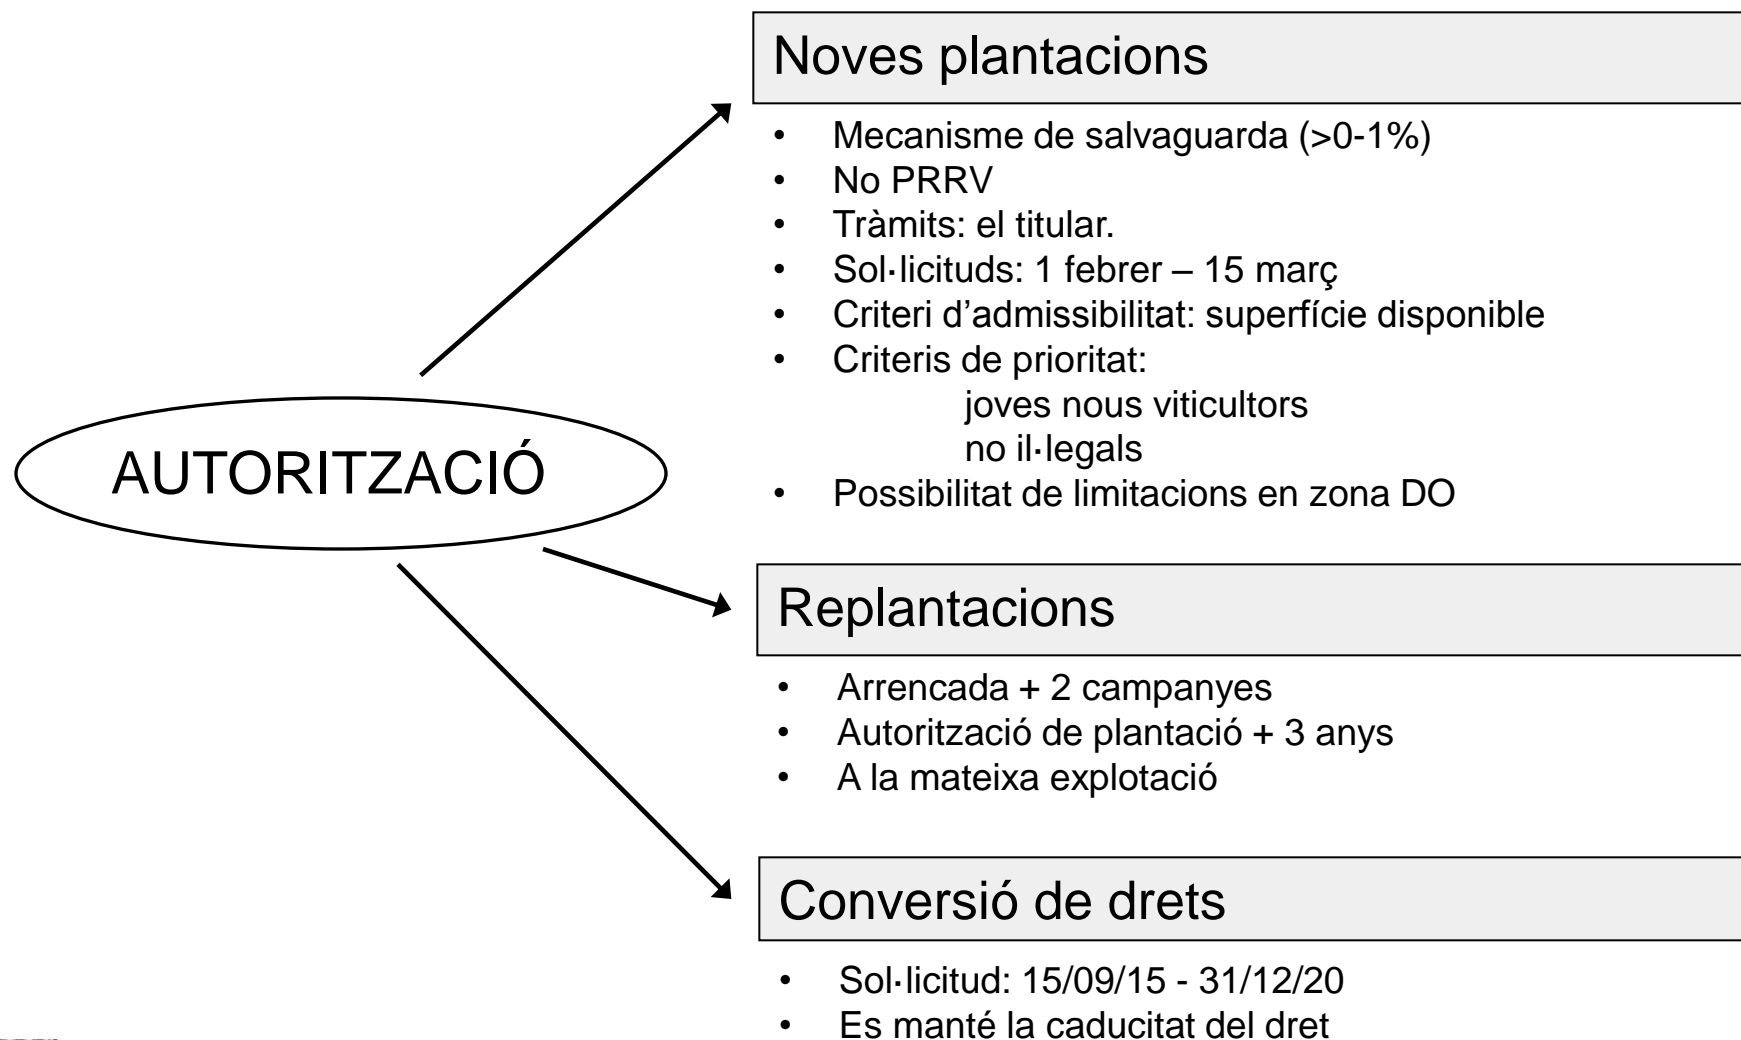 Noves plantacions
• Mecanisme de salvaguarda (>0-1%)
• No PRRV
• Tràmits: el titular.
• Sol·licituds: 1 febrer – 15 març
• Criteri d’admissibilitat: superfície disponible
• Criteris de prioritat:
joves nous viticultors
no il·legals
• Possibilitat de limitacions en zona DO
AUTORITZACIÓ
Replantacions
• Arrencada + 2 campanyes
• Autorització de plantació + 3 anys
• A la mateixa explotació
Conversió de drets
• Sol·licitud: 15/09/15 - 31/12/20
• Es manté la caducitat del dret